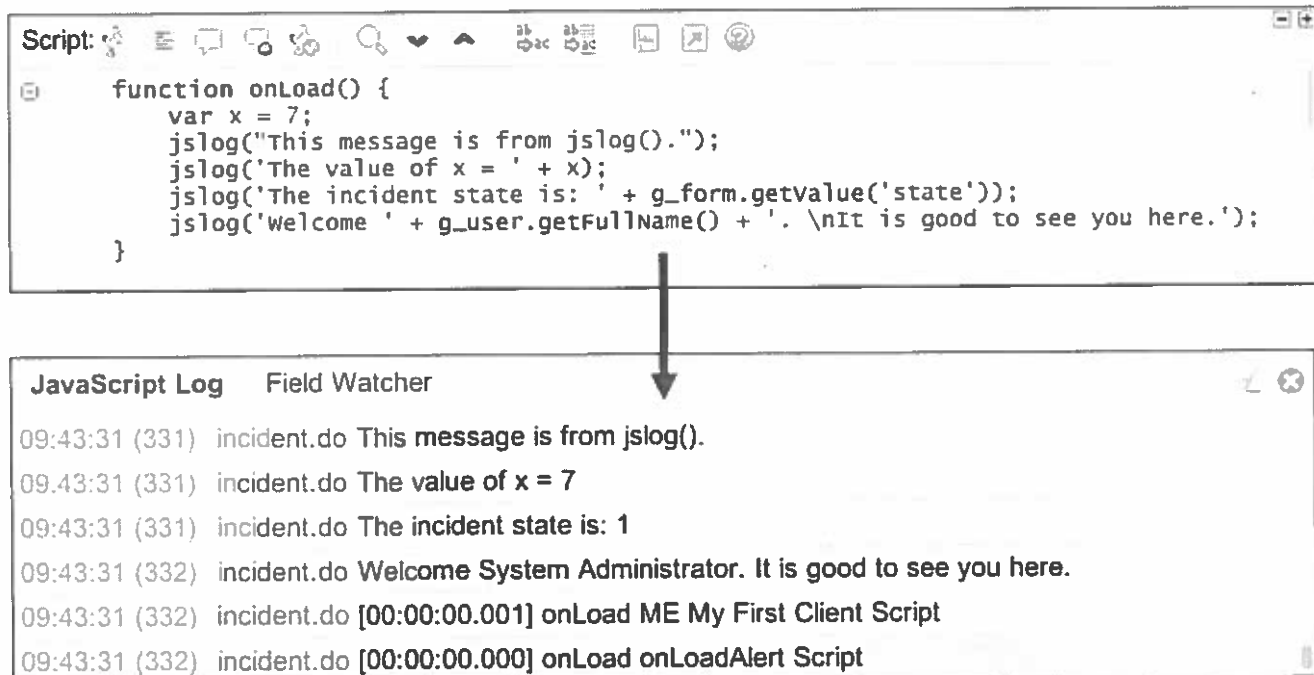 Script:
function onLoad() {
var x = 7;
jslog("This message is from jslog().");
jslog('The value of x = ' + x);
jslog('The incident state is: ' + g_form.getValue('state'));
jslog('Welcome ' + g_user.getFullName() + '. \nIt is good to see you here.');
}
JavaScript Log Field Watcher
09:43:31 (331) incident.do This message is from jslog().
09.43:31 (331) incident.do The value of x = 7
09:43:31 (331) incident.do The incident state is: 1
09:43:31 (332) incident.do Welcome System Administrator. It is good to see you here.
09:43:31 (332) incident.do [00:00:00.001] onLoad ME My First Client Script
09:43:31 (332) incident.do [00:00:00.000] onLoad onLoadAlert Script